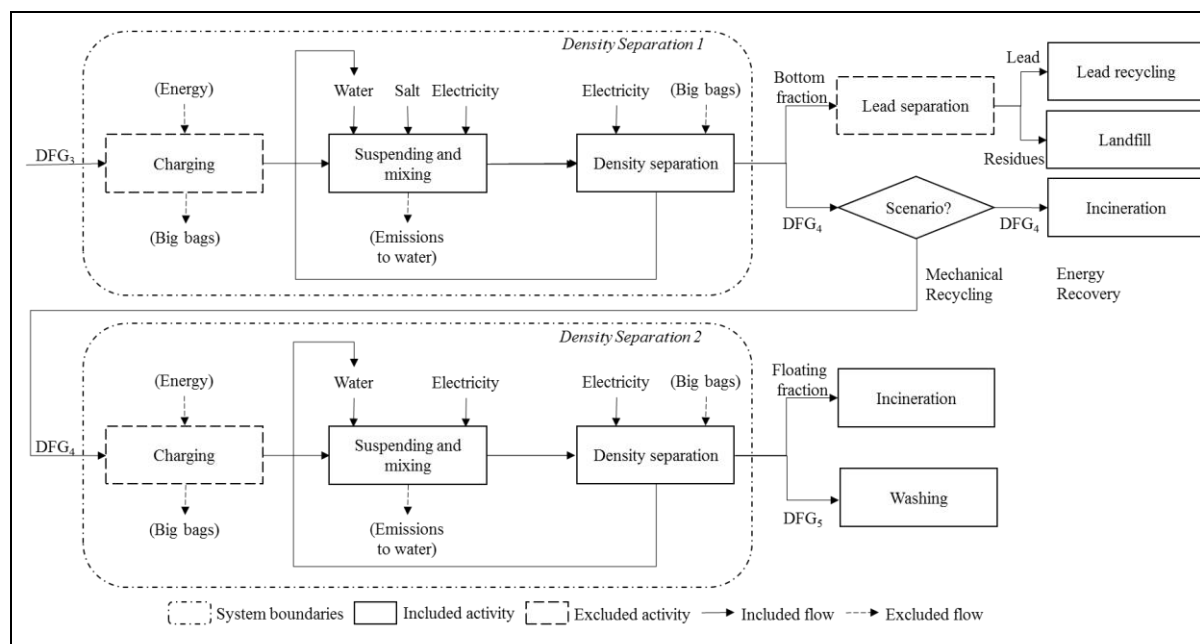 Density Separation 1
(Energy)
Water Salt Electricity
Electricity (Big bags)
DFG3
Charging
Suspending and
mixing
Density separation
(Big bags)
(Emissions
to water)
Bottom
fraction
Lead separation
Lead
Lead recycling
Residues
Landfill
DFG4
Scenario?
DFG4
Incineration
Mechanical
Recycling
Energy
Recovery
Density Separation 2
(Energy)
Water Electricity
Electricity (Big bags)
DFG4
Charging
Suspending and
mixing
Density separation
(Big bags)
(Emissions
to water)
Floating
fraction
Incineration
DFG5
Washing
System boundaries Included activity Excluded activity Included flow Excluded flow